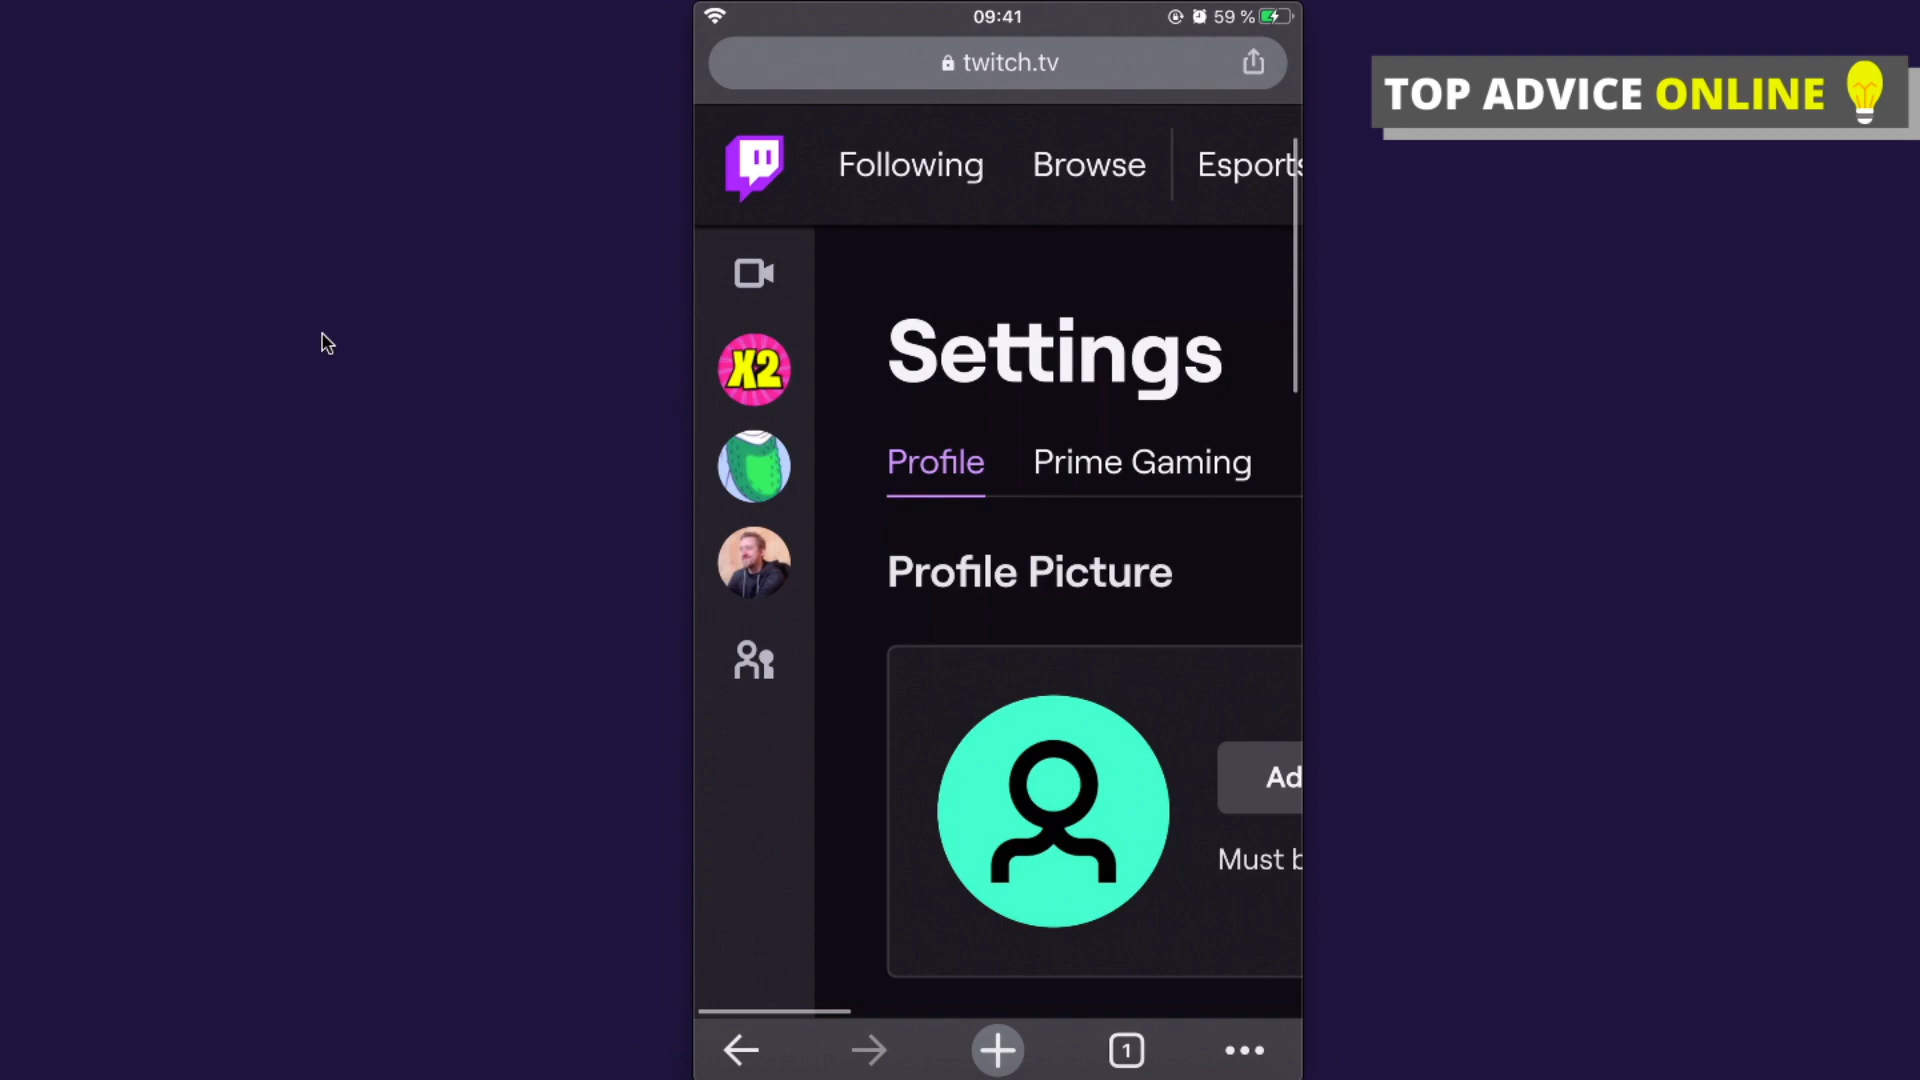 09:41
59 %
twitch.tv
TOP ADVICE ONLINE
Following Browse Esports
X2
Settings
Profile Prime Gaming
Profile Picture
Ad
Must b
1